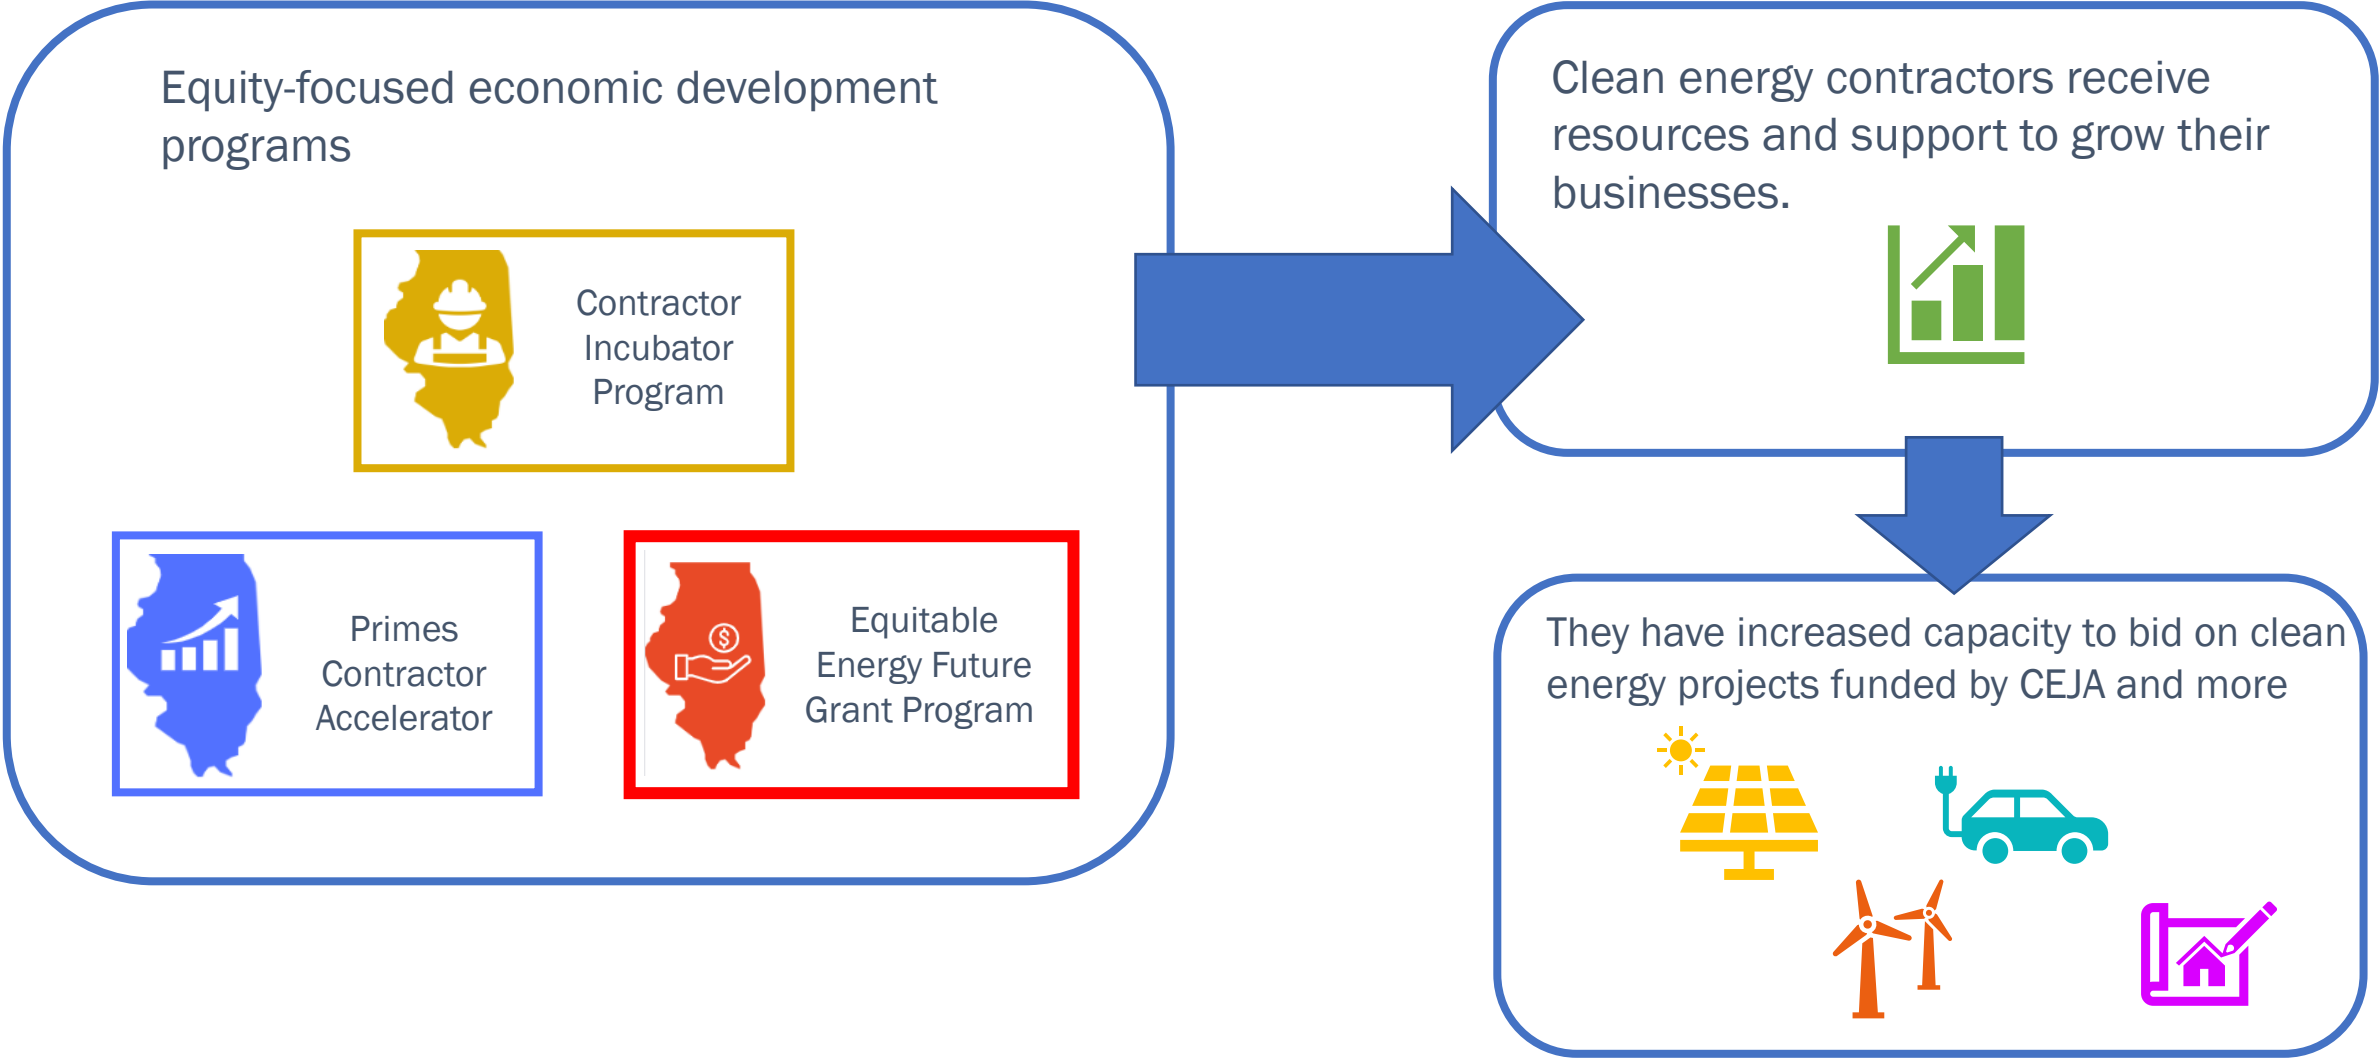 Equity-focused economic development
programs
Contractor
Incubator
Program
Primes
Contractor
Accelerator
$
Equitable
Energy Future
Grant Program
Clean energy contractors receive
resources and support to grow their
businesses.
They have increased capacity to bid on clean
energy projects funded by CEJA and more